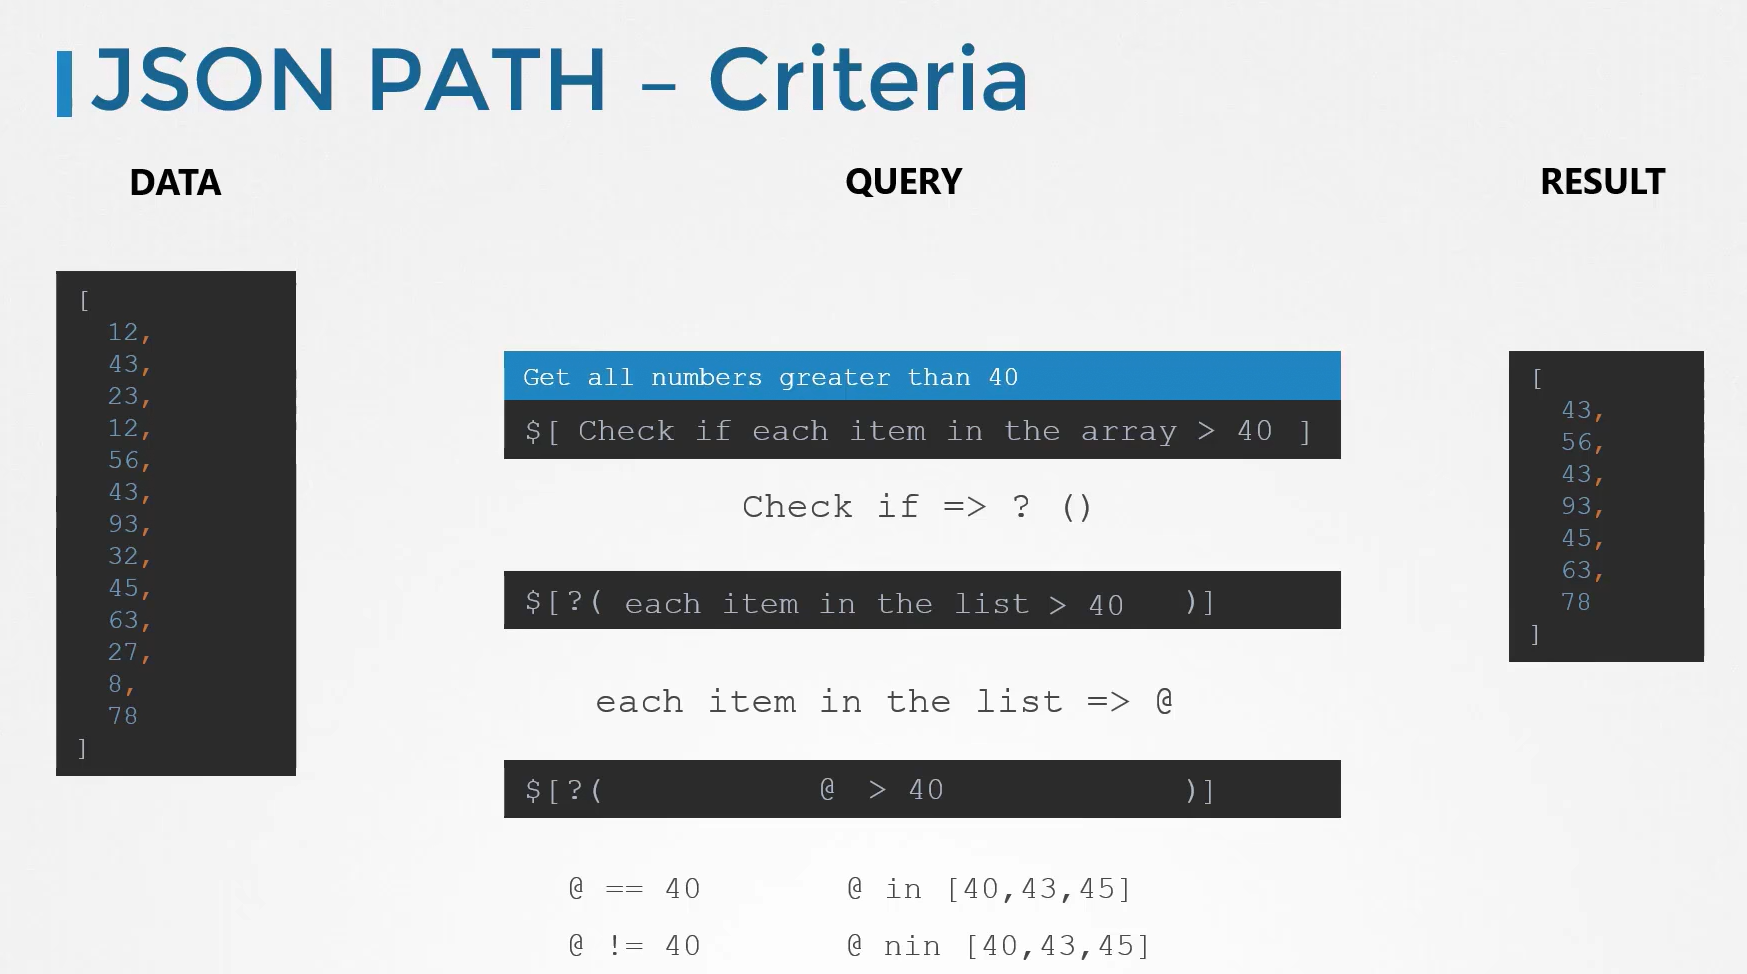 JSON PATH – Criteria
DATA
QUERY
RESULT
[
12,
43,
23,
12,
56,
43,
93,
32,
45,
63,
27,
8,
78
]
Get all numbers greater than 40
$[ Check if each item in the array > 40 ]
Check if => ? ()
$[?( each item in the list > 40 )]
each item in the list => @
$[?( @ > 40 )]
@ == 40
@ in [40,43,45]
@ != 40
@ nin [40,43,45]
[
43,
56,
43,
93,
45,
63,
78
]